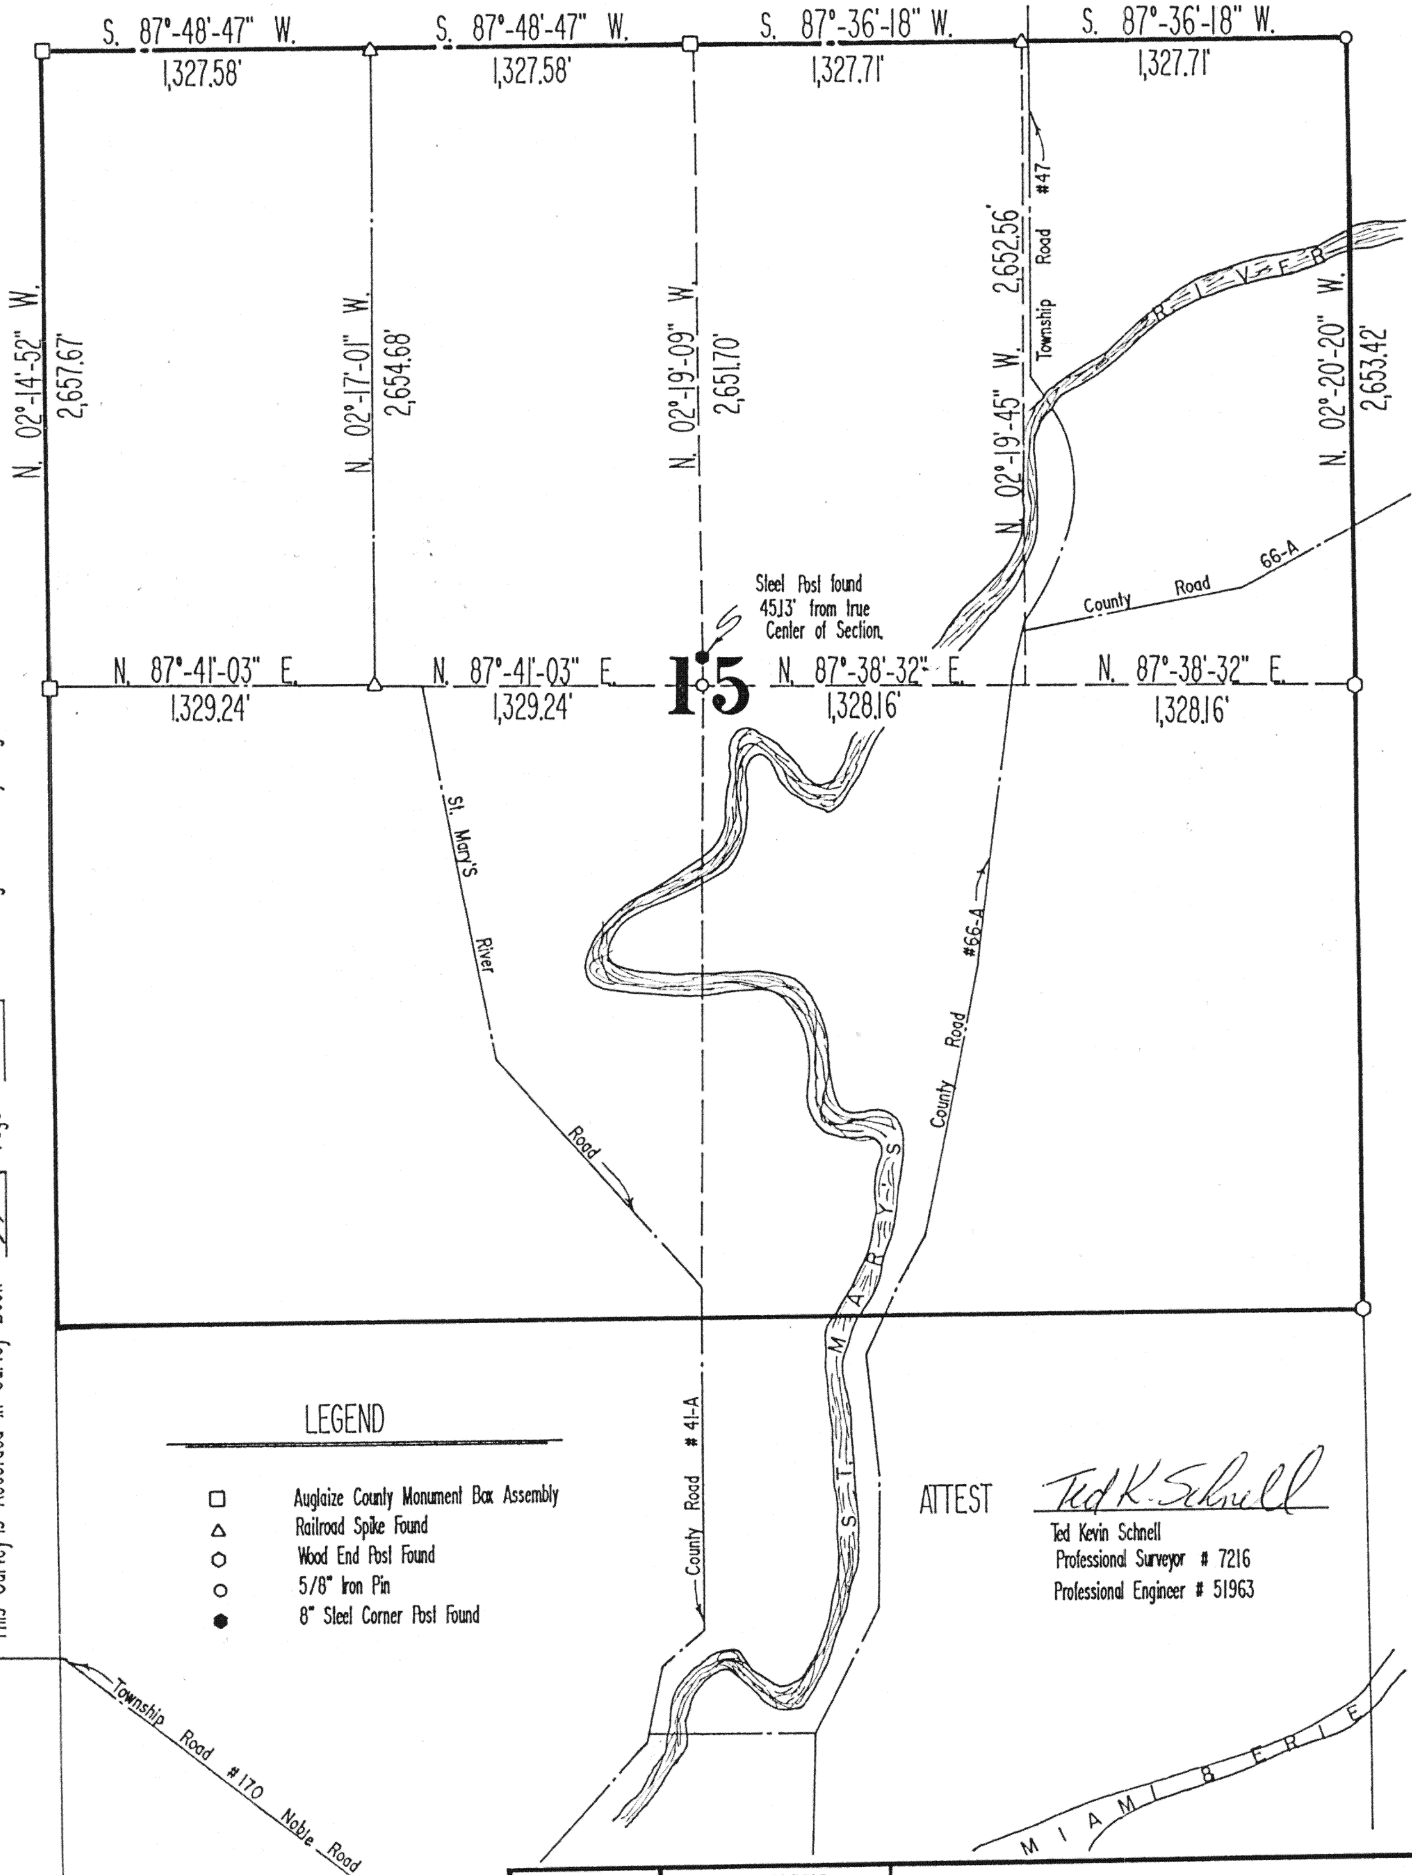 S. 87°-48'-47" W.
1,327.58'
S. 87°-48'-47" W.
1,327.58'
S. 87°-36'-18" W.
1,327.71'
S. 87°-36'-18" W.
1,327.71'
N. 02°-14'-52" W.
2,657.67'
N. 02°-17'-01" W.
2,654.68'
N. 02°-19'-09" W.
2,651.70'
N. 02°-19'-45" W. 2,652.56'
Township Road #47
N. 02°-20'-20" W.
2,653.42'
RIVER
County Road 66-A
Steel Post found
45.13' from true
Center of Section.
15
N. 87°-41'-03" E.
1,329.24'
N. 87°-41'-03" E.
1,329.24'
N. 87°-38'-32" E.
1,328.16'
N. 87°-38'-32" E.
1,328.16'
St. Mary'S River Road
County Road #66-A
ST. MARY'S
County Road # 41-A
LEGEND
Auglaize County Monument Box Assembly
Railroad Spike Found
Wood End Post Found
5/8" Iron Pin
8" Steel Corner Post Found
ATTEST Ted K. Schnell
Ted Kevin Schnell
Professional Surveyor # 7216
Professional Engineer # 51963
Township Road #170 Noble Road
MIAMI & ERIE